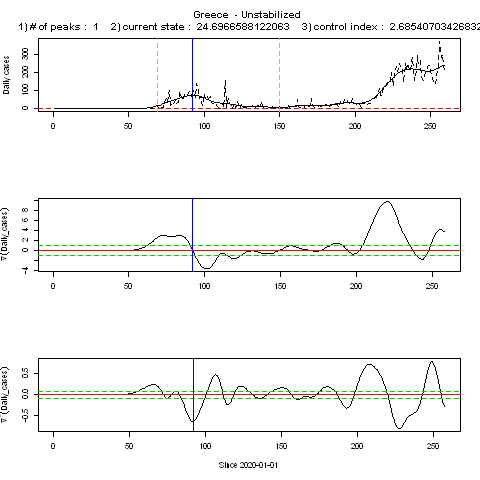 Greece - Unstabilized
1) # of peaks : 1 2) current state : 24.6966588122063 3) control index : 2.68540703426832
Daily cases
0 100 200 300
0 50 100 150 200 250
∇(Daily_cases)
-4 0 2 4 6 8
0 50 100 150 200 250
∇(Daily_cases)
-0.5 0.0 0.5
0 50 100 150 200 250
Since 2020-01-01